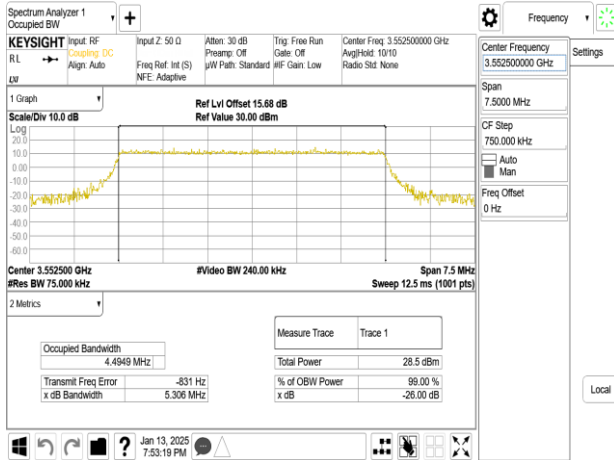 Spectrum Analyzer 1
Occupied BW
+
Frequency
KEYSIGHT Input: RF Input Z: 50 Ω Atten: 30 dB Trig: Free Run Center Freq: 3.552500000 GHz
RL Coupling: DC Preamp: Off Gate: Off Avg|Hold: 10/10
Align: Auto Freq Ref: Int (S) µW Path: Standard #IF Gain: Low Radio Std: None
NFE: Adaptive
LXI
Center Frequency
3.552500000 GHz
Settings
Span
7.5000 MHz
CF Step
750.000 kHz
Auto
Man
Freq Offset
0 Hz
Local
1 Graph
Ref Lvl Offset 15.68 dB
Scale/Div 10.0 dB Ref Value 30.00 dBm
Log
20.0
10.0
0.00
-10.0
-20.0
-30.0
-40.0
-50.0
-60.0
Center 3.552500 GHz #Video BW 240.00 kHz Span 7.5 MHz
#Res BW 75.000 kHz Sweep 12.5 ms (1001 pts)
2 Metrics
Measure Trace Trace 1
Occupied Bandwidth
4.4949 MHz Total Power 28.5 dBm
Transmit Freq Error -831 Hz % of OBW Power 99.00 %
x dB Bandwidth 5.306 MHz x dB -26.00 dB
? Jan 13, 2025
7:53:19 PM